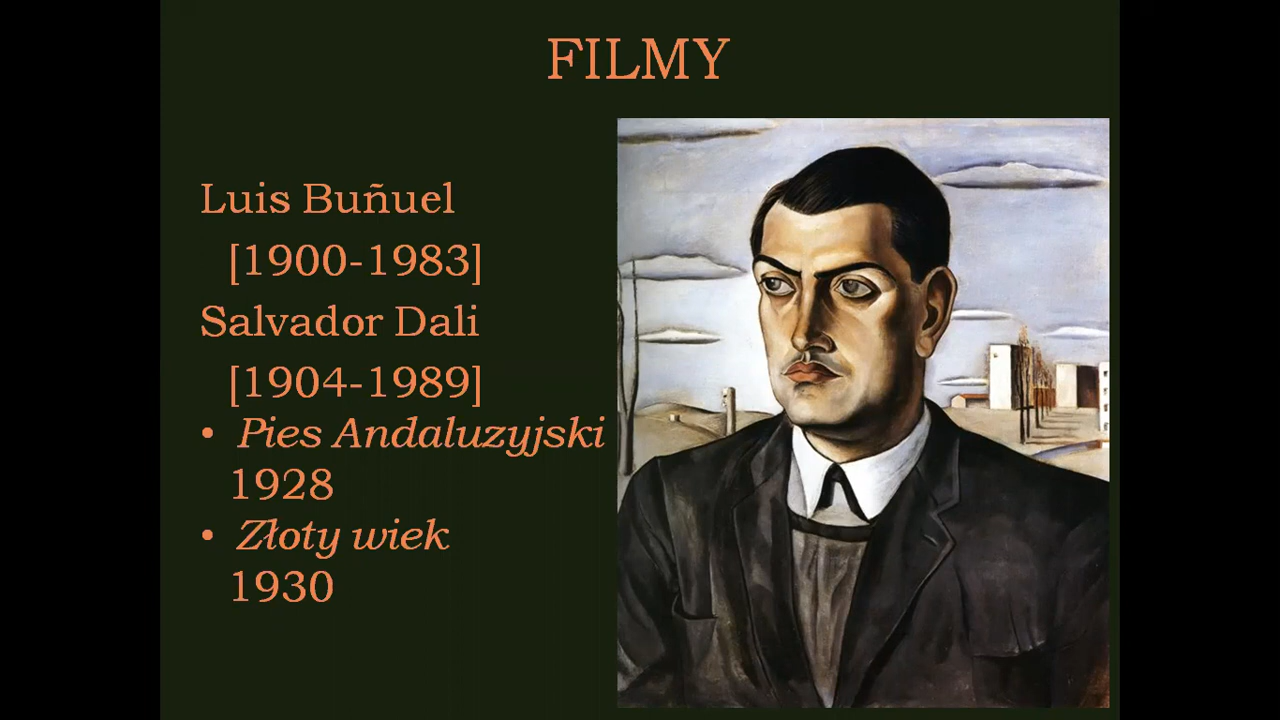 FILMY
Luis Buñuel
[1900-1983]
Salvador Dali
[1904-1989]
• Pies Andaluzyjski
1928
• Złoty wiek
1930